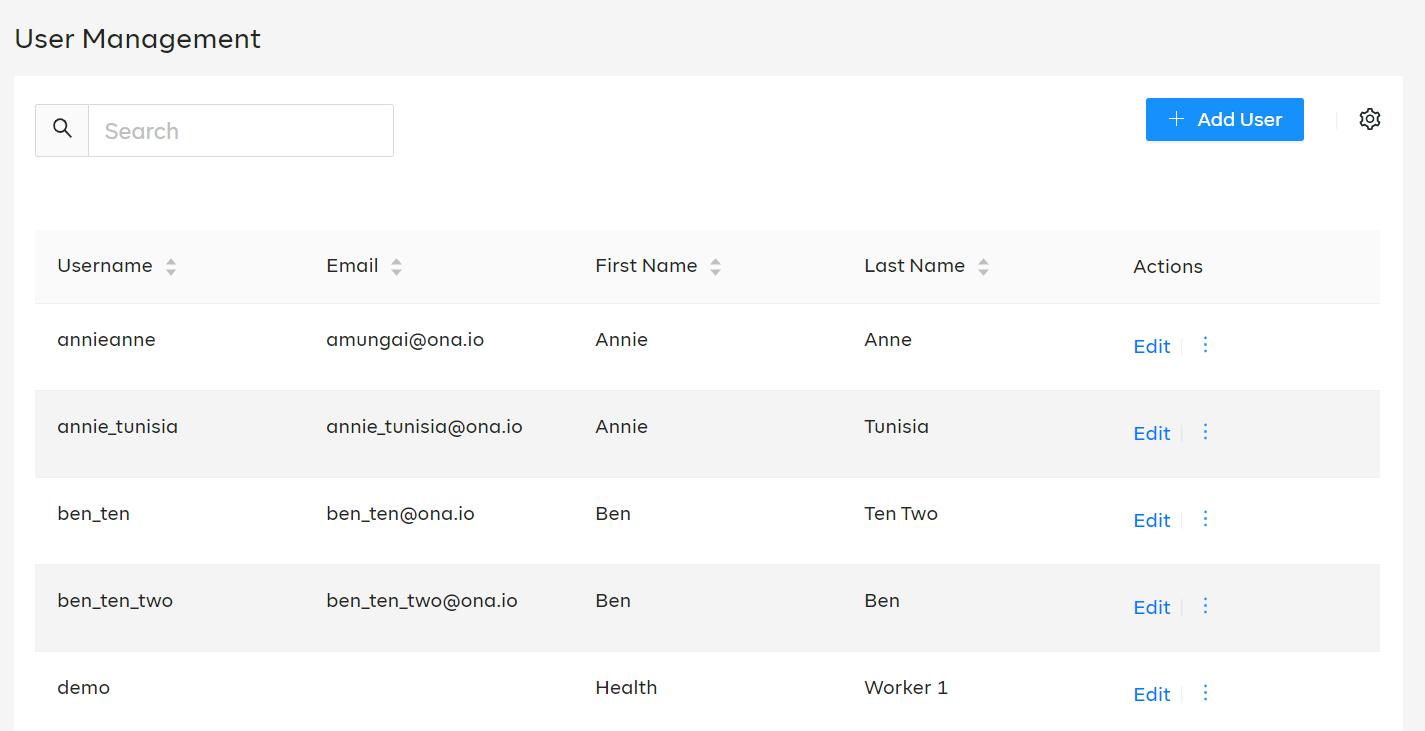 User Management
Search
+ Add User
Username Email First Name Last Name Actions
annieanne amungai@ona.io Annie Anne Edit
annie_tunisia annie_tunisia@ona.io Annie Tunisia Edit
ben_ten ben_ten@ona.io Ben Ten Two Edit
ben_ten_two ben_ten_two@ona.io Ben Ben Edit
demo Health Worker 1 Edit